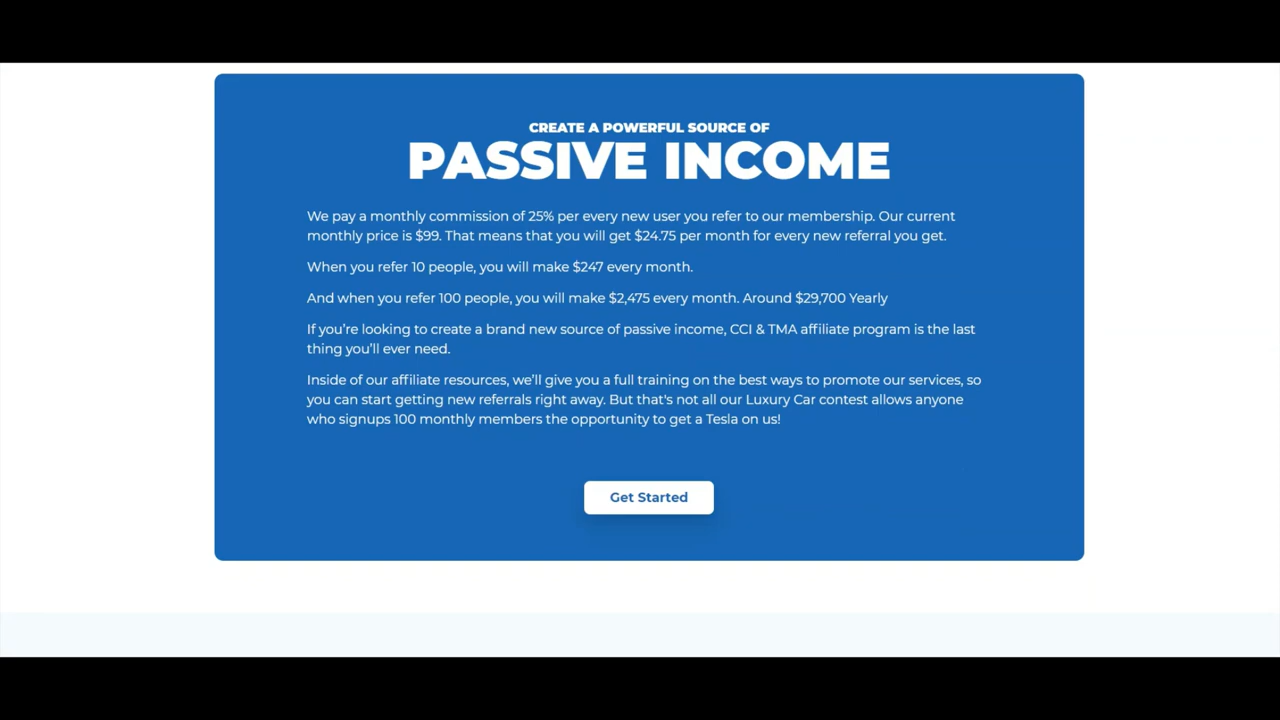 CREATE A POWERFUL SOURCE OF
PASSIVE INCOME
We pay a monthly commission of 25% per every new user you refer to our membership. Our current
monthly price is $99. That means that you will get $24.75 per month for every new referral you get.
When you refer 10 people, you will make $247 every month.
And when you refer 100 people, you will make $2,475 every month. Around $29,700 Yearly
If you're looking to create a brand new source of passive income, CCI & TMA affiliate program is the last
thing you'll ever need.
Inside of our affiliate resources, we'll give you a full training on the best ways to promote our services, so
you can start getting new referrals right away. But that's not all our Luxury Car contest allows anyone
who signups 100 monthly members the opportunity to get a Tesla on us!
Get Started